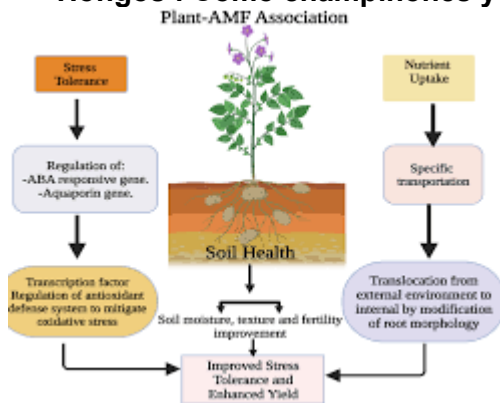 Plant-AMF Association
Stress
Tolerance
Nutrient
Uptake
Regulation of:
-ABA responsive gene.
-Aquaporin gene.
Specific
transportation
Soil Health
Transcription factor
Regulation of antioxidant
defense system to mitigate
oxidative stress
Soil moisture, texture and fertility
improvement
Translocation from
external environment to
internal by modification
of root morphology
Improved Stress
Tolerance and
Enhanced Yield